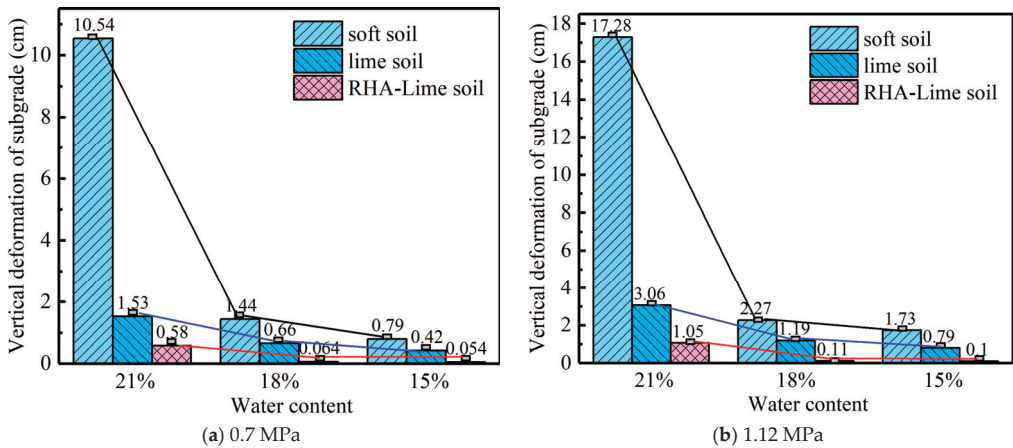 10.54
10
8
6
4
2
0
Vertical deformation of subgrade (cm)
soft soil
lime soil
RHA-Lime soil
1.53
0.58
1.44
0.66
0.064
0.79
0.42
0.054
21% 18% 15%
Water content
(a) 0.7 MPa
18
16
14
12
10
8
6
4
2
0
Vertical deformation of subgrade (cm)
17.28
soft soil
lime soil
RHA-Lime soil
3.06
1.05
2.27
1.19
0.11
1.73
0.79
0.1
21% 18% 15%
Water content
(b) 1.12 MPa